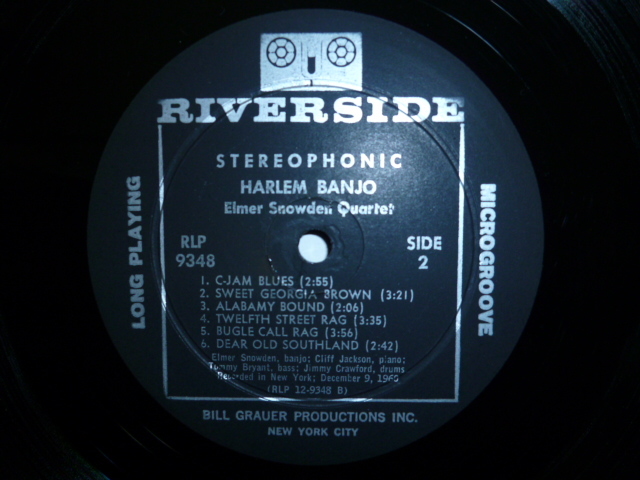 RIVERSIDE
STEREOPHONIC
HARLEM BANJO
Elmer Snowden Quartet
LONG PLAYING
MICROGROOVE
RLP
9348
SIDE
2
1. C-JAM BLUES (2:55)
2. SWEET GEORGIA BROWN (3:21)
3. ALABAMY BOUND (2:06)
4. TWELFTH STREET RAG (3:35)
5. BUGLE CALL RAG (3:56)
6. DEAR OLD SOUTHLAND (2:42)
Elmer Snowden, banjo; Cliff Jackson, piano;
Tommy Bryant, bass; Jimmy Crawford, drums
Recorded in New York; December 9, 1960
(RLP 12-9348 B)
BILL GRAUER PRODUCTIONS INC.
NEW YORK CITY